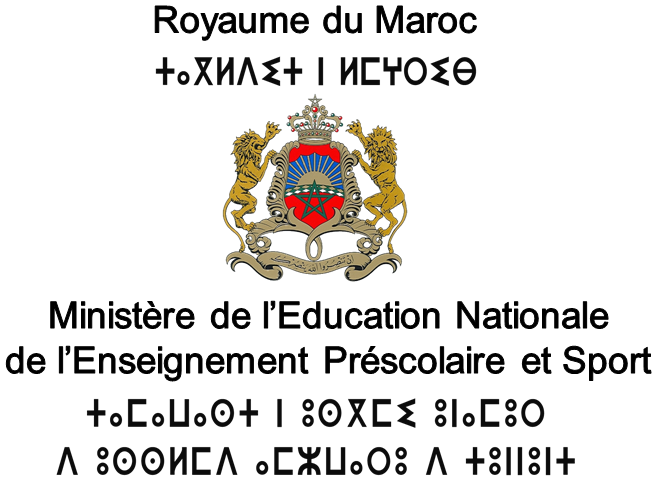 Royaume du Maroc
ⵜⴰⴳⵍⴷⵉⵜ ⵏ ⵍⵎⵖⵔⵉⴱ
إن تنصروا الله ينصركم
Ministère de l’Education Nationale
de l’Enseignement Préscolaire et Sport
ⵜⴰⵎⴰⵡⴰⵙⵜ ⵏ ⵓⵙⴳⵎⵉ ⵓⵏⴰⵎⵓⵔ
ⴷ ⵓⵙⵙⵍⵎⴷ ⴰⵎⵣⵡⴰⵔⵓ ⴷ ⵜⵓⵏⵏⵓⵏⵜ